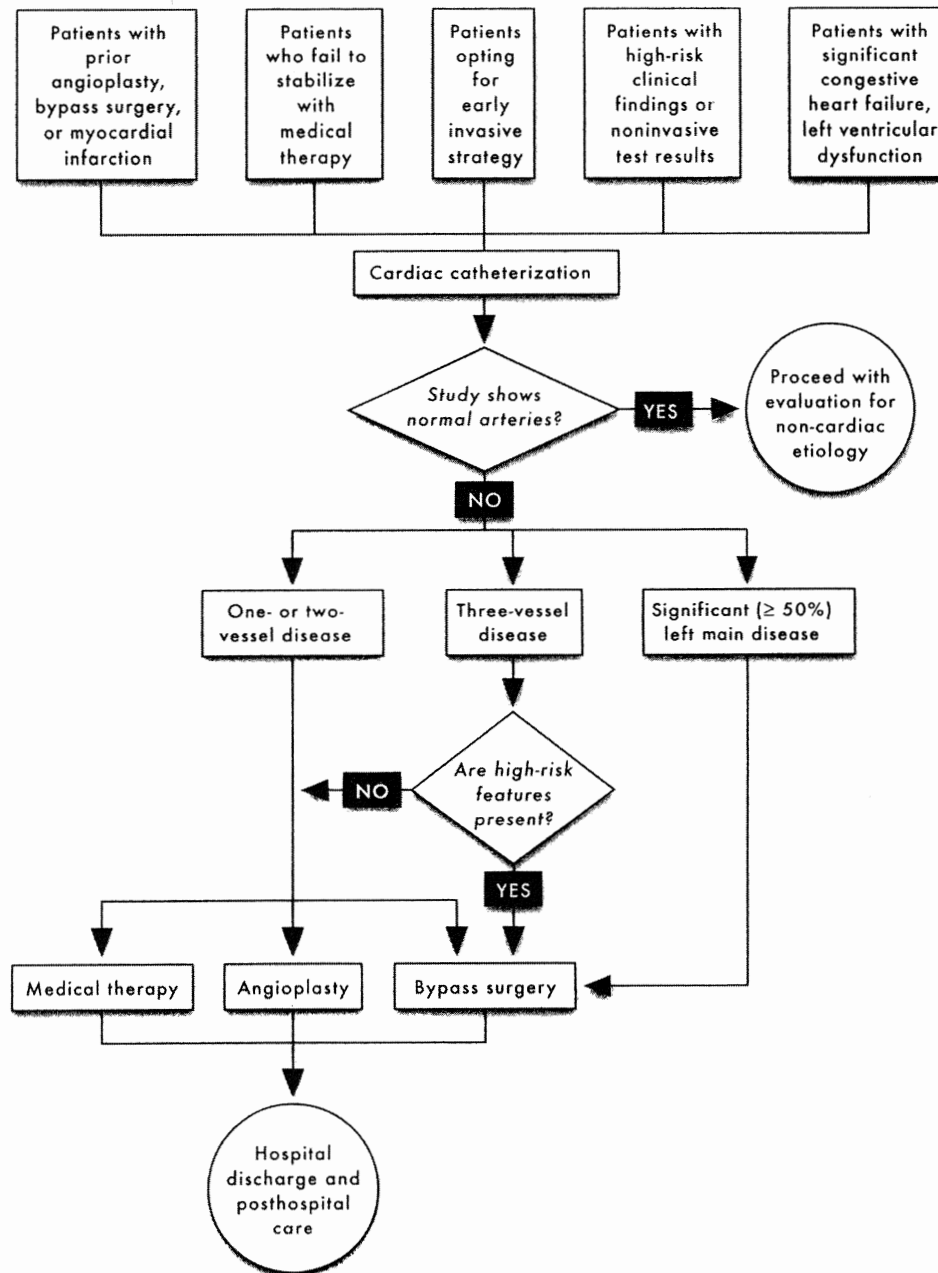 Patients with
prior
angioplasty,
bypass surgery,
or myocardial
infarction
Patients
who fail to
stabilize
with
medical
therapy
Patients
opting
for
early
invasive
strategy
Patients with
high-risk
clinical
findings or
noninvasive
test results
Patients with
significant
congestive
heart failure,
left ventricular
dysfunction
Cardiac catheterization
Study shows
normal arteries?
YES
Proceed with
evaluation for
non-cardiac
etiology
NO
One- or two-
vessel disease
Three-vessel
disease
Significant (≥ 50%)
left main disease
Are high-risk
features
present?
NO
YES
Medical therapy
Angioplasty
Bypass surgery
Hospital
discharge and
posthospital
care